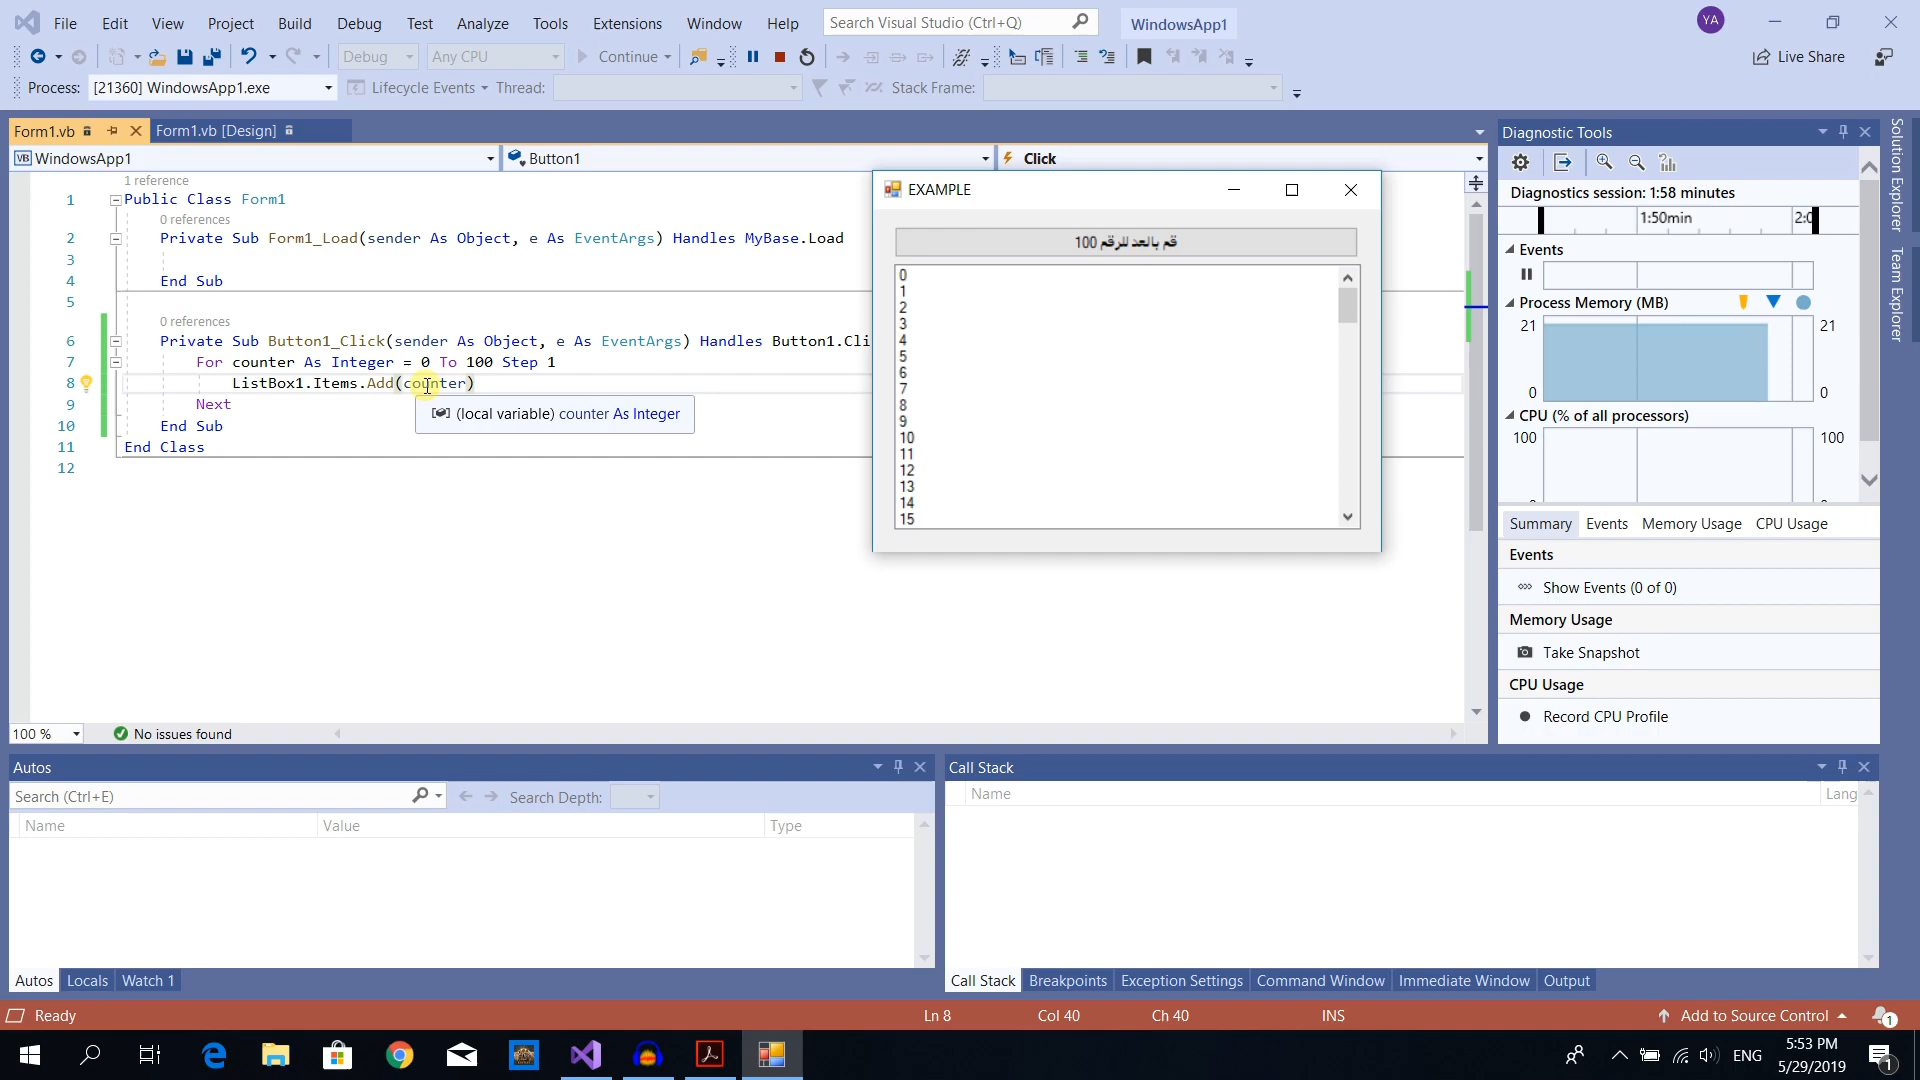 File Edit View Project Build Debug Test Analyze Tools Extensions Window Help Search Visual Studio (Ctrl+Q) WindowsApp1 YA
Debug Any CPU Continue Live Share
Process: [21360] WindowsApp1.exe Lifecycle Events Thread: Stack Frame:
Form1.vb Form1.vb [Design]
VB WindowsApp1 Button1 Click
1 reference
1 Public Class Form1
0 references
2 Private Sub Form1_Load(sender As Object, e As EventArgs) Handles MyBase.Load
3
4 End Sub
5
0 references
6 Private Sub Button1_Click(sender As Object, e As EventArgs) Handles Button1.Cli
7 For counter As Integer = 0 To 100 Step 1
8 ListBox1.Items.Add(counter)
9 Next
(local variable) counter As Integer
10 End Sub
11 End Class
12
EXAMPLE
قم بالعد للرقم 100
0
1
2
3
4
5
6
7
8
9
10
11
12
13
14
15
Diagnostic Tools
Diagnostics session: 1:58 minutes
1:50min 2:0
Events
Process Memory (MB)
21 21
0 0
CPU (% of all processors)
100 100
Summary Events Memory Usage CPU Usage
Events
Show Events (0 of 0)
Memory Usage
Take Snapshot
CPU Usage
Record CPU Profile
Solution Explorer
Team Explorer
100 % No issues found
Autos
Search (Ctrl+E) Search Depth:
Name Value Type
Autos Locals Watch 1
Call Stack
Name Lang
Call Stack Breakpoints Exception Settings Command Window Immediate Window Output
Ready Ln 8 Col 40 Ch 40 INS Add to Source Control 1
ENG 5:53 PM
5/29/2019 1